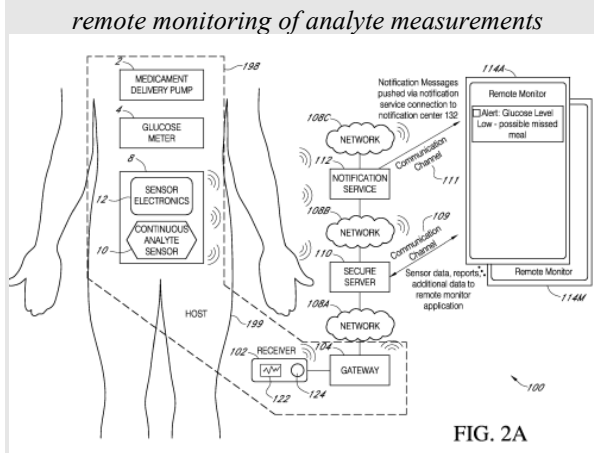 remote monitoring of analyte measurements
2
MEDICAMENT
DELIVERY PUMP
198
4
GLUCOSE
METER
8
SENSOR
ELECTRONICS
12
CONTINUOUS
ANALYTE
SENSOR
10
HOST
199
102
RECEIVER
122
124
104
GATEWAY
108A
NETWORK
110
SECURE
SERVER
108B
NETWORK
112
NOTIFICATION
SERVICE
108C
NETWORK
Notification Messages
pushed via notification
service connection to
notification center 132
Communication
Channel
111
109
Communication
Channel
Sensor data, reports,
additional data to
remote monitor
application
114A
Remote Monitor
Alert: Glucose Level
Low - possible missed
meal
Remote Monitor
114M
100
FIG. 2A